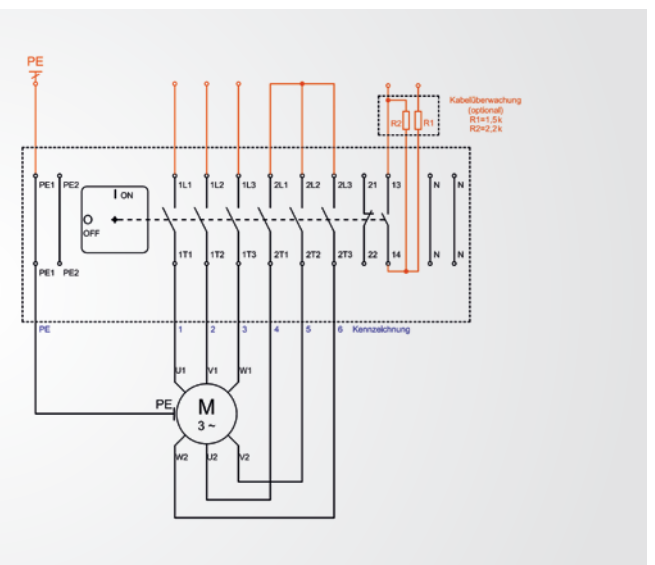 PE
Kabelüberwachung
(optional)
R1=1,5k
R2=2,2k
R2 R1
PE1 PE2 1L1 1L2 1L3 2L1 2L2 2L3 21 13 N N
I ON
O
OFF
1T1 1T2 1T3 2T1 2T2 2T3 22 14 N N
PE1 PE2
PE 1 2 3 4 5 6 Kennzeichnung
U1 V1 W1
PE
M
3 ~
W2 U2 V2